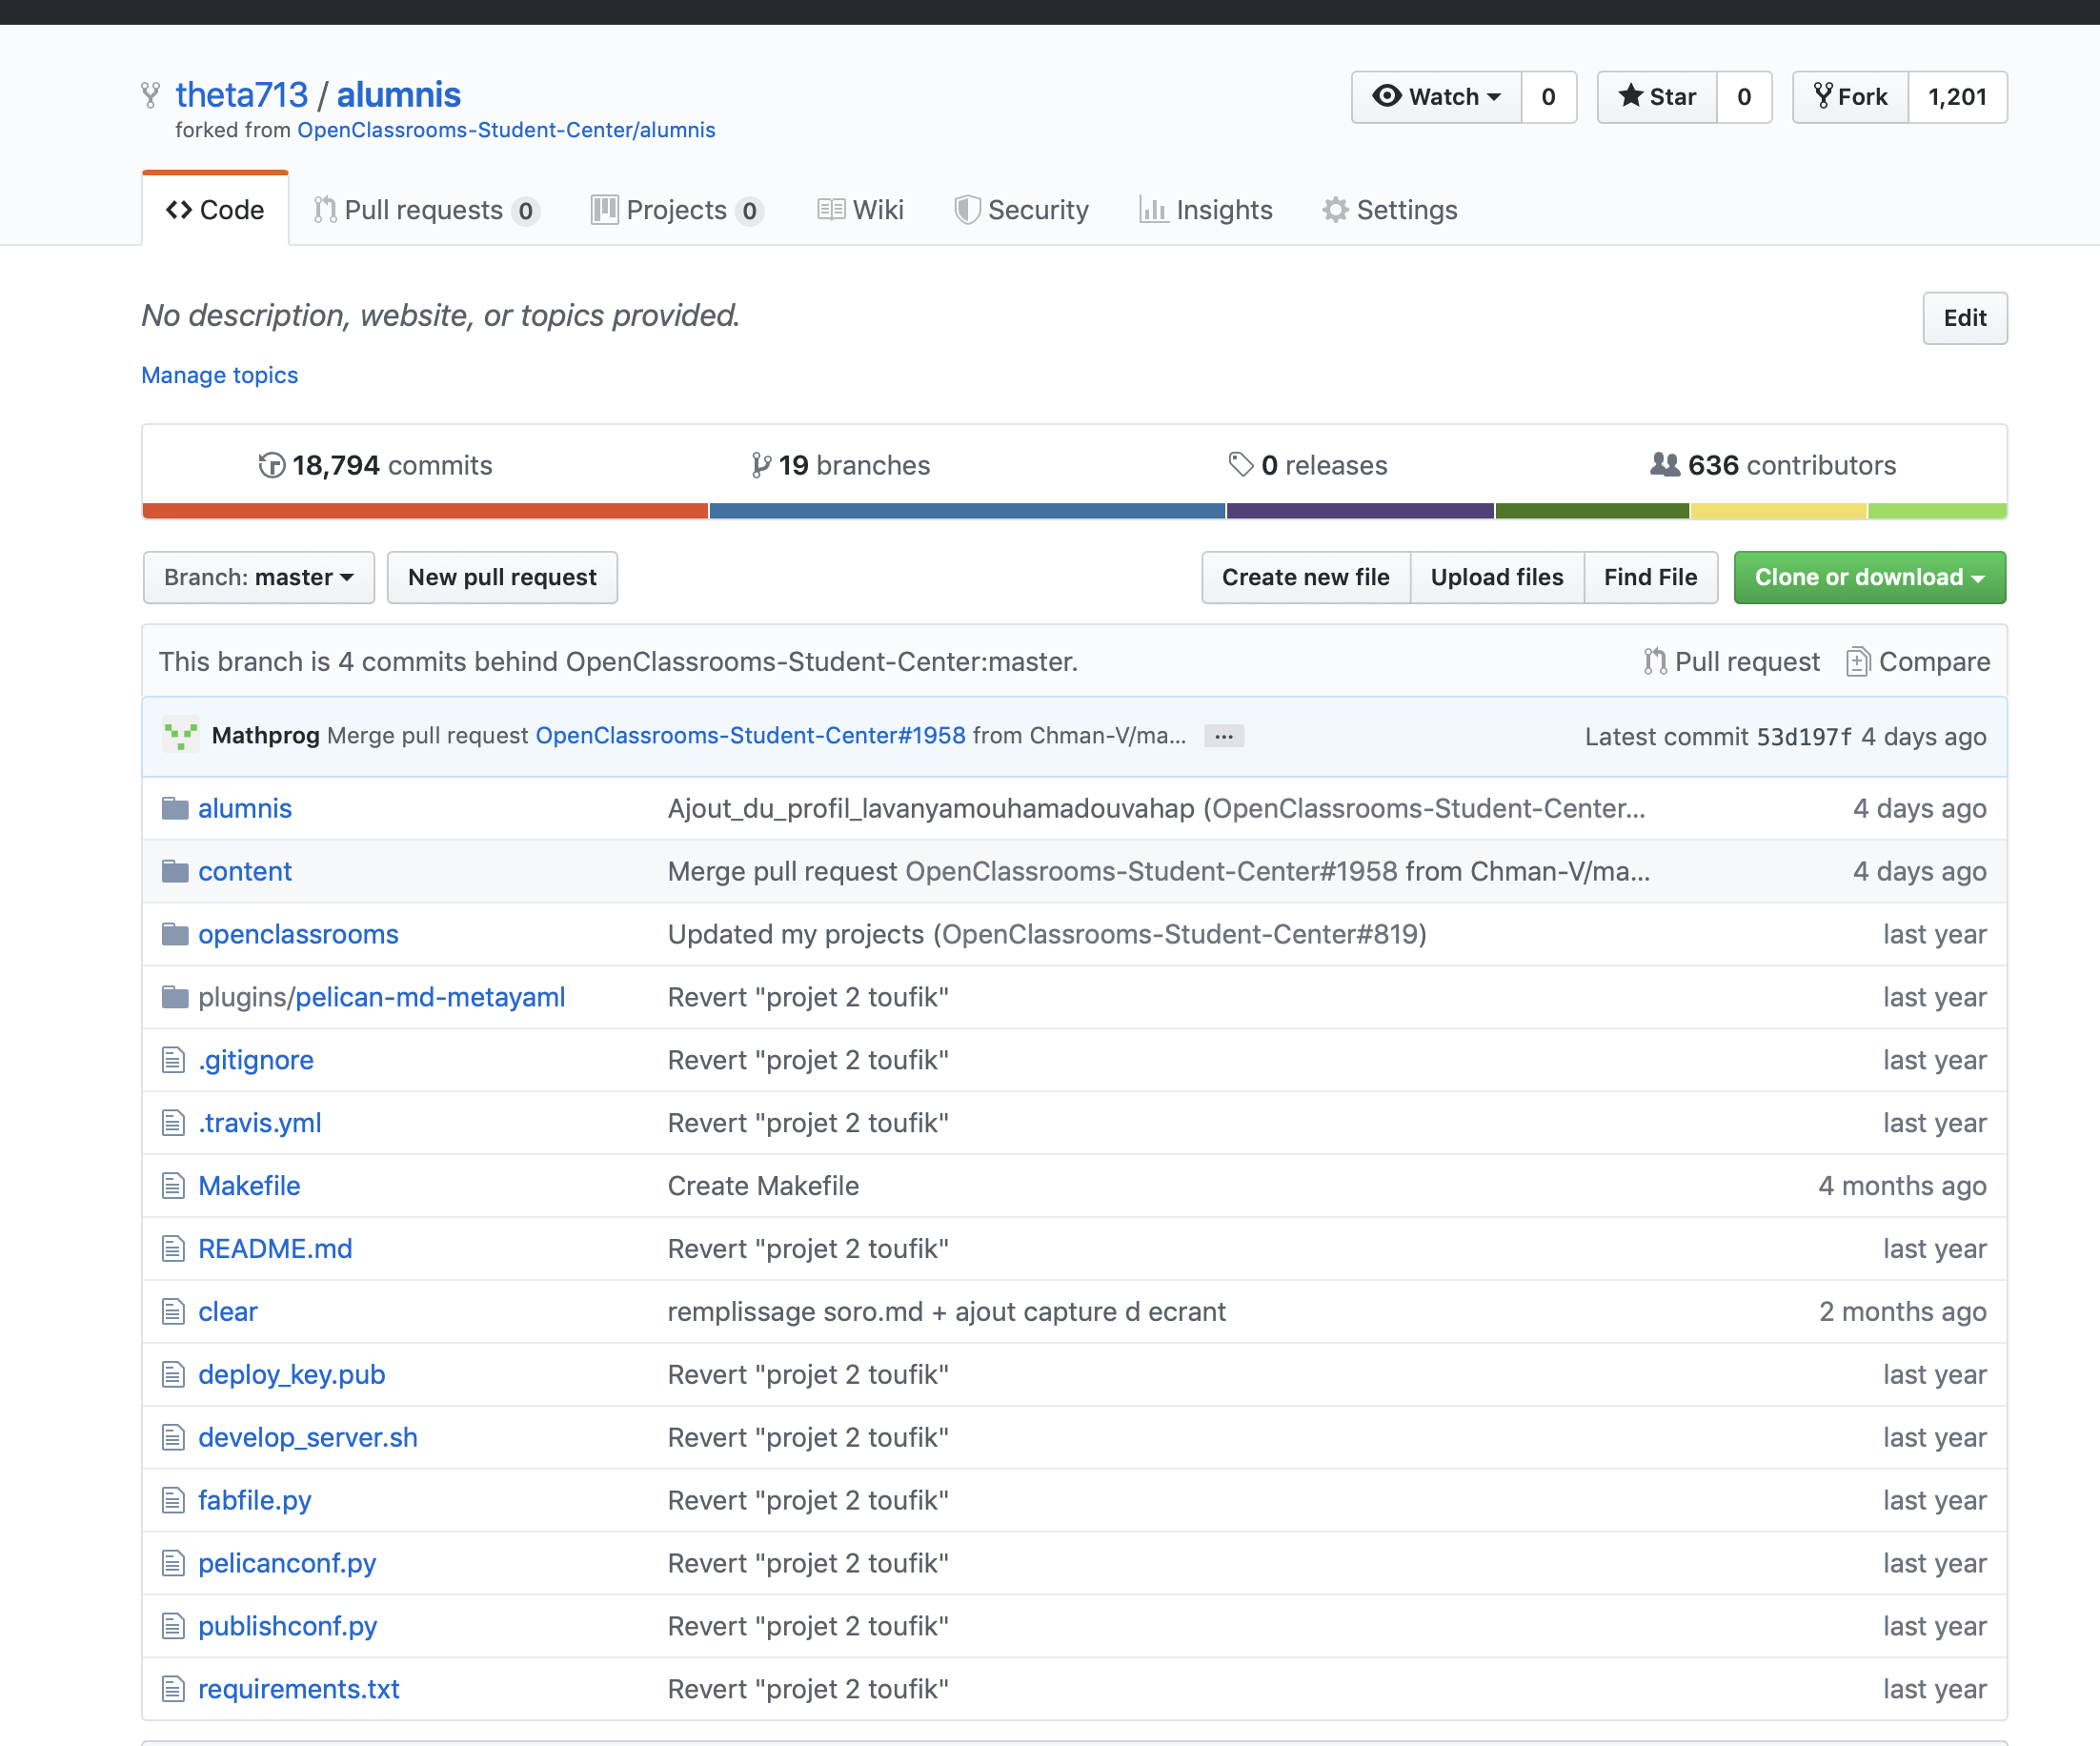 theta713 / alumnis
Watch 0 Star 0 Fork 1,201
forked from OpenClassrooms-Student-Center/alumnis
Code Pull requests 0 Projects 0 Wiki Security Insights Settings
No description, website, or topics provided.
Edit
Manage topics
18,794 commits 19 branches 0 releases 636 contributors
Branch: master New pull request Create new file Upload files Find File Clone or download
This branch is 4 commits behind OpenClassrooms-Student-Center:master. Pull request Compare
Mathprog Merge pull request OpenClassrooms-Student-Center#1958 from Chman-V/ma... ... Latest commit 53d197f 4 days ago
alumnis Ajout_du_profil_lavanyamouhamadouvahap (OpenClassrooms-Student-Center... 4 days ago
content Merge pull request OpenClassrooms-Student-Center#1958 from Chman-V/ma... 4 days ago
openclassrooms Updated my projects (OpenClassrooms-Student-Center#819) last year
plugins/pelican-md-metayaml Revert "projet 2 toufik" last year
.gitignore Revert "projet 2 toufik" last year
.travis.yml Revert "projet 2 toufik" last year
Makefile Create Makefile 4 months ago
README.md Revert "projet 2 toufik" last year
clear remplissage soro.md + ajout capture d ecrant 2 months ago
deploy_key.pub Revert "projet 2 toufik" last year
develop_server.sh Revert "projet 2 toufik" last year
fabfile.py Revert "projet 2 toufik" last year
pelicanconf.py Revert "projet 2 toufik" last year
publishconf.py Revert "projet 2 toufik" last year
requirements.txt Revert "projet 2 toufik" last year